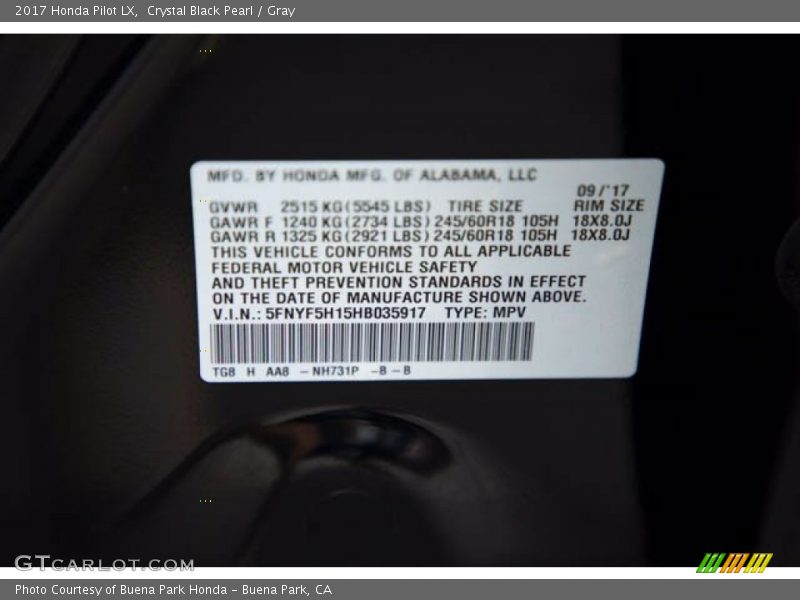 2017 Honda Pilot LX, Crystal Black Pearl / Gray
MFD. BY HONDA MFG. OF ALABAMA, LLC
09/'17
GVWR 2515 KG(5545 LBS) TIRE SIZE RIM SIZE
GAWR F 1240 KG(2734 LBS) 245/60R18 105H 18X8.0J
GAWR R 1325 KG(2921 LBS) 245/60R18 105H 18X8.0J
THIS VEHICLE CONFORMS TO ALL APPLICABLE
FEDERAL MOTOR VEHICLE SAFETY
AND THEFT PREVENTION STANDARDS IN EFFECT
ON THE DATE OF MANUFACTURE SHOWN ABOVE.
V.I.N.: 5FNYF5H15HB035917 TYPE: MPV
TG8 H AA8 -NH731P -B-B
GTCARLOT.COM
Photo Courtesy of Buena Park Honda - Buena Park, CA